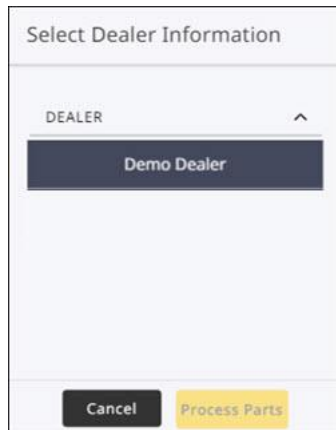 Select Dealer Information
DEALER
Demo Dealer
Cancel
Process Parts